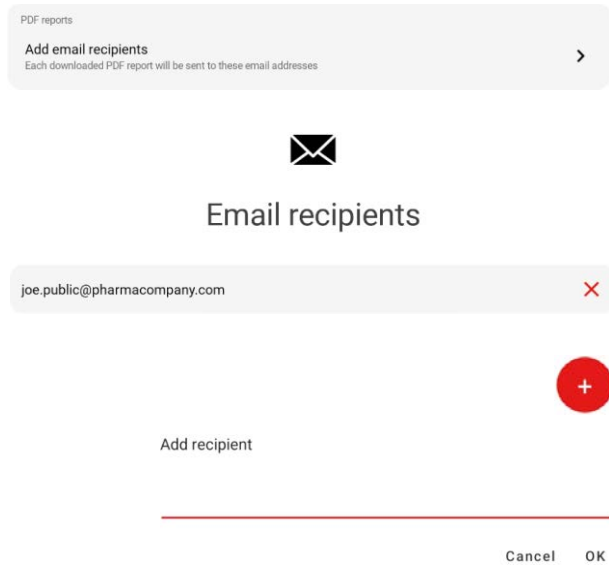 PDF reports
Add email recipients
Each downloaded PDF report will be sent to these email addresses
Email recipients
joe.public@pharmacompany.com
Add recipient
Cancel OK